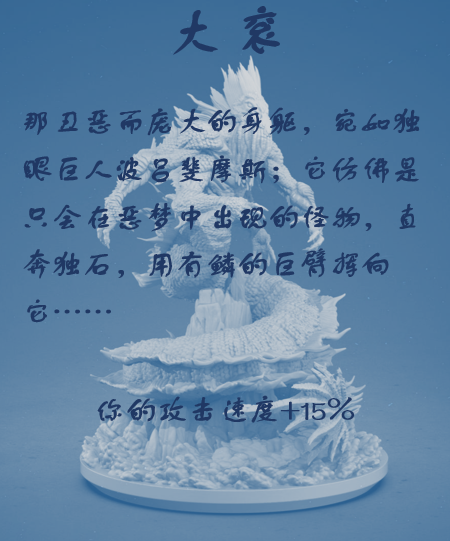 大衮
那丑恶而庞大的身躯，宛如独
眼巨人波吕斐摩斯；它仿佛是
只会在恶梦中出现的怪物，直
奔独石，用有鳞的巨臂挥向
它……
你的攻击速度+15%